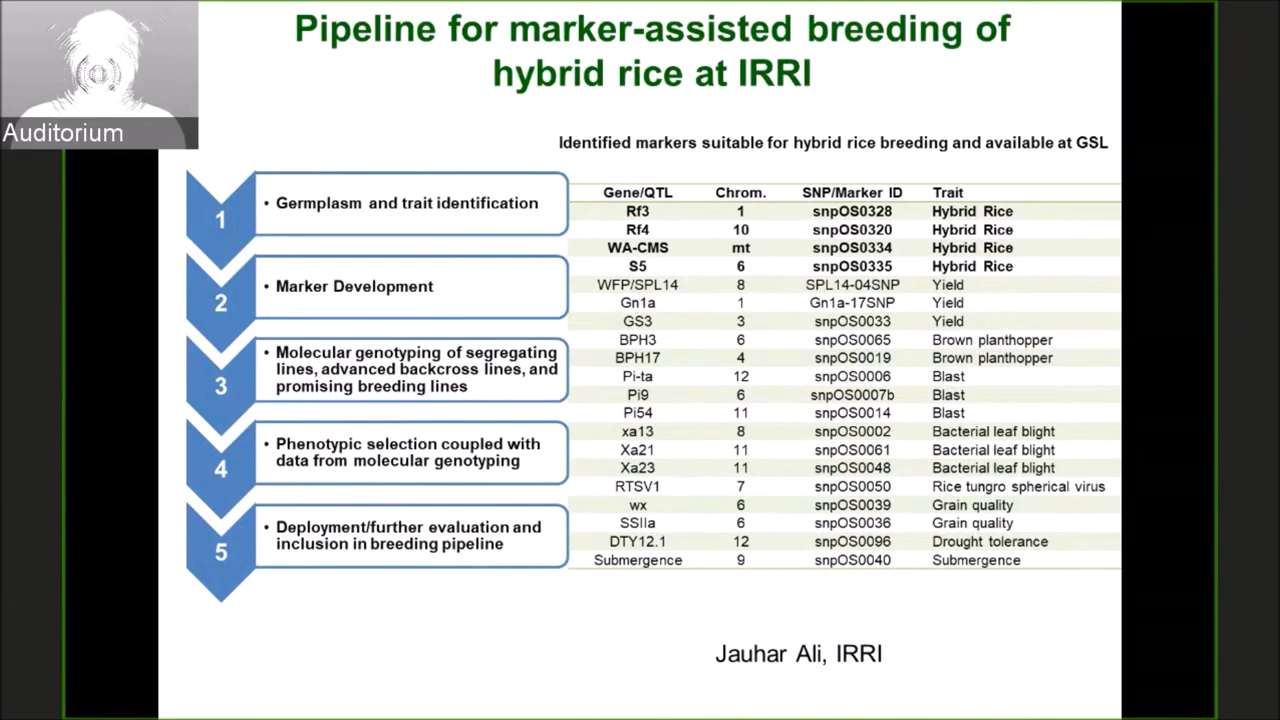 Pipeline for marker-assisted breeding of
hybrid rice at IRRI
Auditorium
Identified markers suitable for hybrid rice breeding and available at GSL
1
• Germplasm and trait identification
2
• Marker Development
3
• Molecular genotyping of segregating
lines, advanced backcross lines, and
promising breeding lines
4
• Phenotypic selection coupled with
data from molecular genotyping
5
• Deployment/further evaluation and
inclusion in breeding pipeline
Gene/QTL Chrom. SNP/Marker ID Trait
Rf3 1 snpOS0328 Hybrid Rice
Rf4 10 snpOS0320 Hybrid Rice
WA-CMS mt snpOS0334 Hybrid Rice
S5 6 snpOS0335 Hybrid Rice
WFP/SPL14 8 SPL14-04SNP Yield
Gn1a 1 Gn1a-17SNP Yield
GS3 3 snpOS0033 Yield
BPH3 6 snpOS0065 Brown planthopper
BPH17 4 snpOS0019 Brown planthopper
Pi-ta 12 snpOS0006 Blast
Pi9 6 snpOS0007b Blast
Pi54 11 snpOS0014 Blast
xa13 8 snpOS0002 Bacterial leaf blight
Xa21 11 snpOS0061 Bacterial leaf blight
Xa23 11 snpOS0048 Bacterial leaf blight
RTSV1 7 snpOS0050 Rice tungro spherical virus
wx 6 snpOS0039 Grain quality
SSIIa 6 snpOS0036 Grain quality
DTY12.1 12 snpOS0096 Drought tolerance
Submergence 9 snpOS0040 Submergence
Jauhar Ali, IRRI